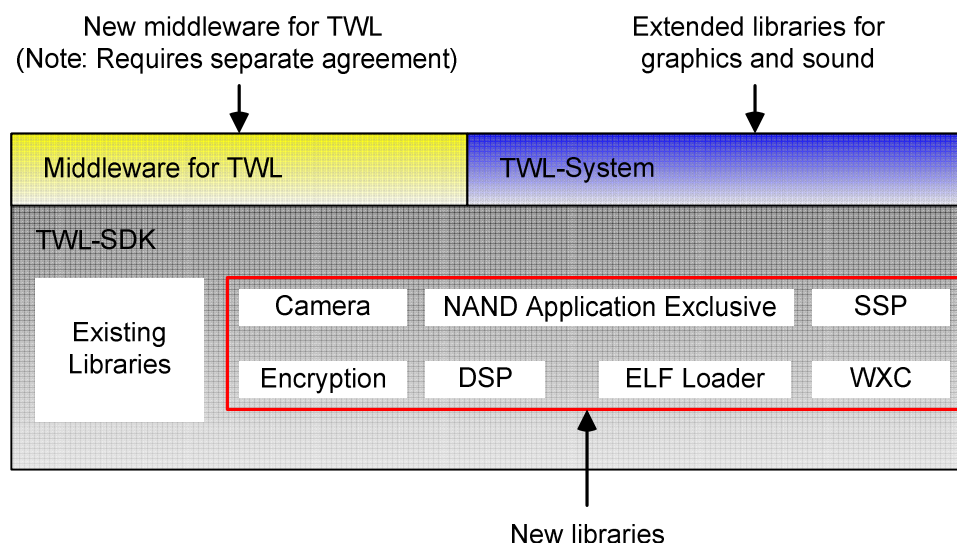 New middleware for TWL
(Note: Requires separate agreement)
Extended libraries for
graphics and sound
Middleware for TWL
TWL-System
TWL-SDK
Existing
Libraries
Camera
NAND Application Exclusive
SSP
Encryption
DSP
ELF Loader
WXC
New libraries